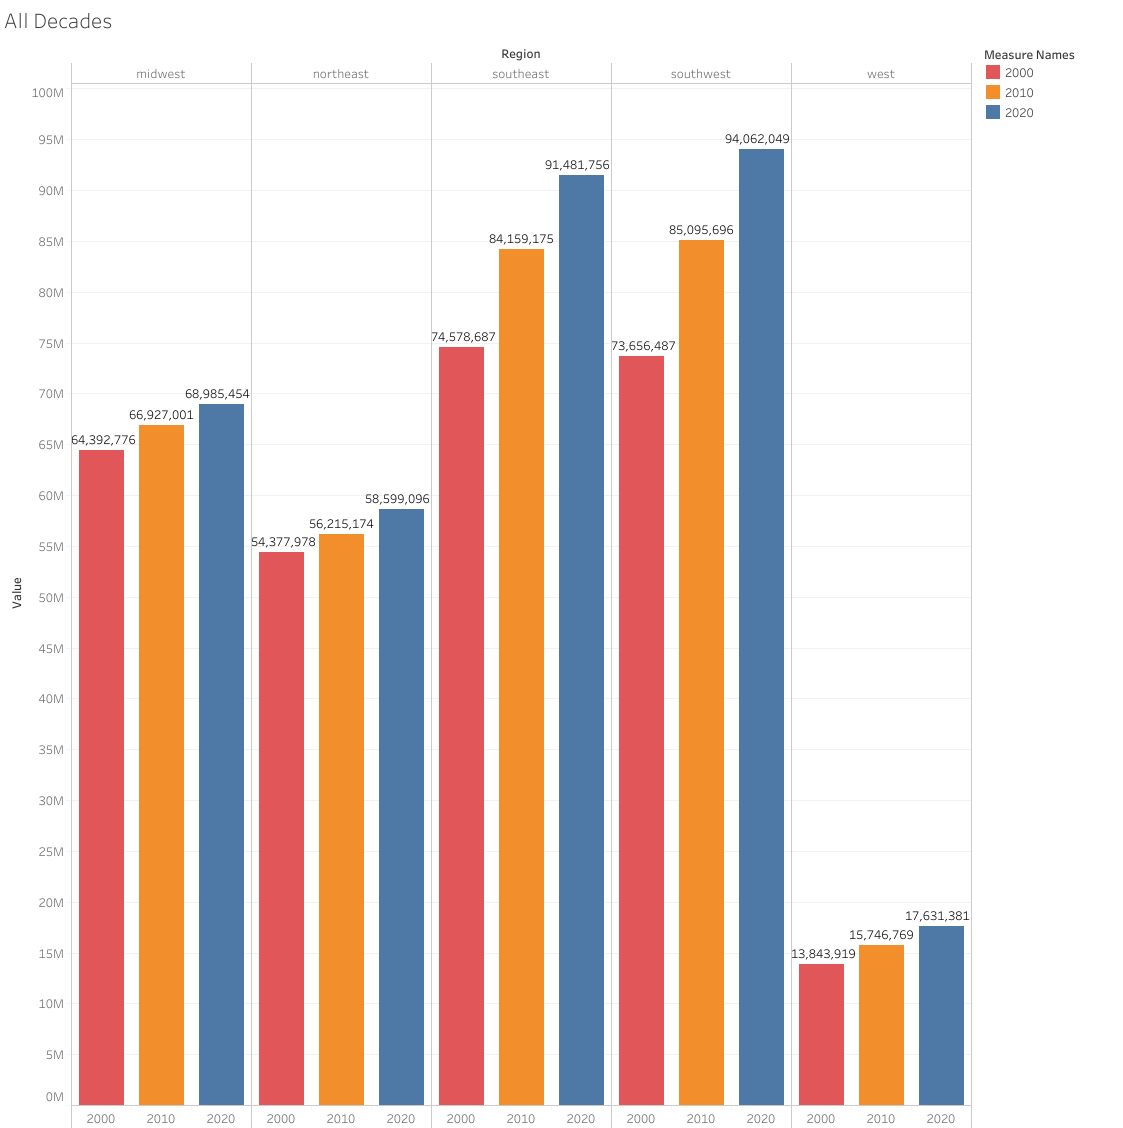 All Decades
Region
midwest northeast southeast southwest west
Measure Names
2000
2010
2020
Value
100M
95M
90M
85M
80M
75M
70M
65M
60M
55M
50M
45M
40M
35M
30M
25M
20M
15M
10M
5M
0M
64,392,776
66,927,001
68,985,454
54,377,978
56,215,174
58,599,096
74,578,687
84,159,175
91,481,756
73,656,487
85,095,696
94,062,049
13,843,919
15,746,769
17,631,381
2000 2010 2020 2000 2010 2020 2000 2010 2020 2000 2010 2020 2000 2010 2020